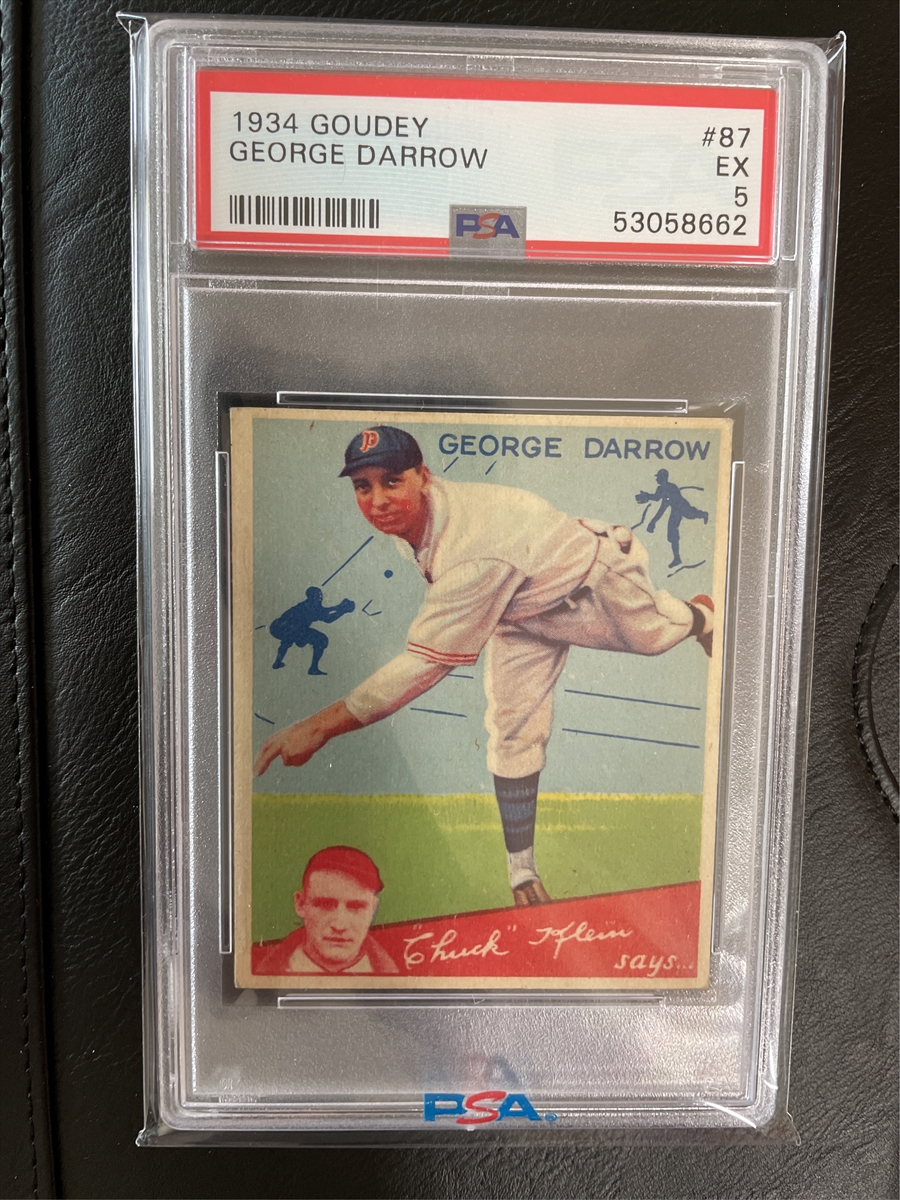 1934 GOUDEY #87
GEORGE DARROW EX
5
PSA 53058662
P
GEORGE DARROW
"Chuck" Klein
says...
PSA®